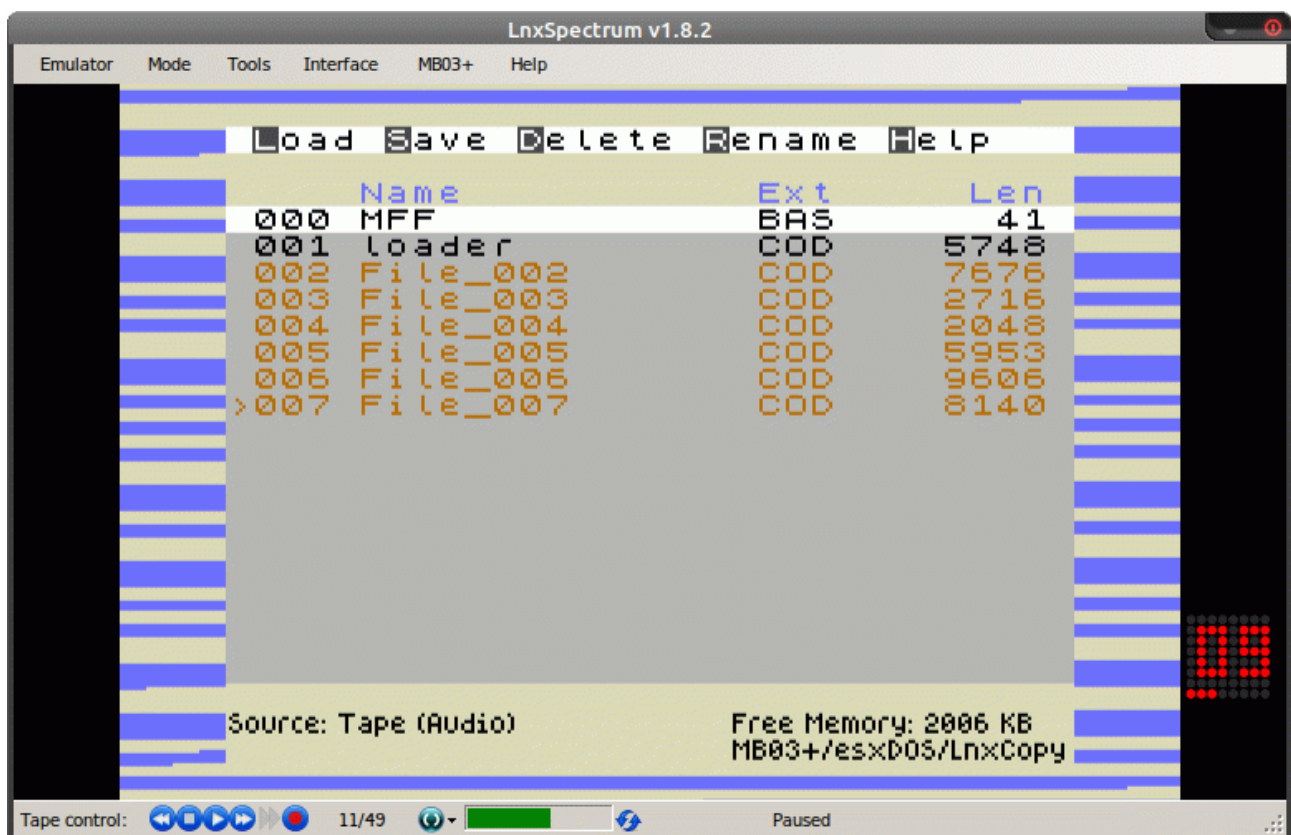 LnxSpectrum v1.8.2
Emulator Mode Tools Interface MB03+ Help
Load Save Delete Rename Help
Name Ext Len
000 MFF BAS 41
001 loader COD 5748
002 File_002 COD 7676
003 File_003 COD 2716
004 File_004 COD 2048
005 File_005 COD 5953
006 File_006 COD 9606
>007 File_007 COD 8140
09
Source: Tape (Audio) Free Memory: 2006 KB
MB03+/esxDOS/LnxCopy
Tape control: 11/49 Paused